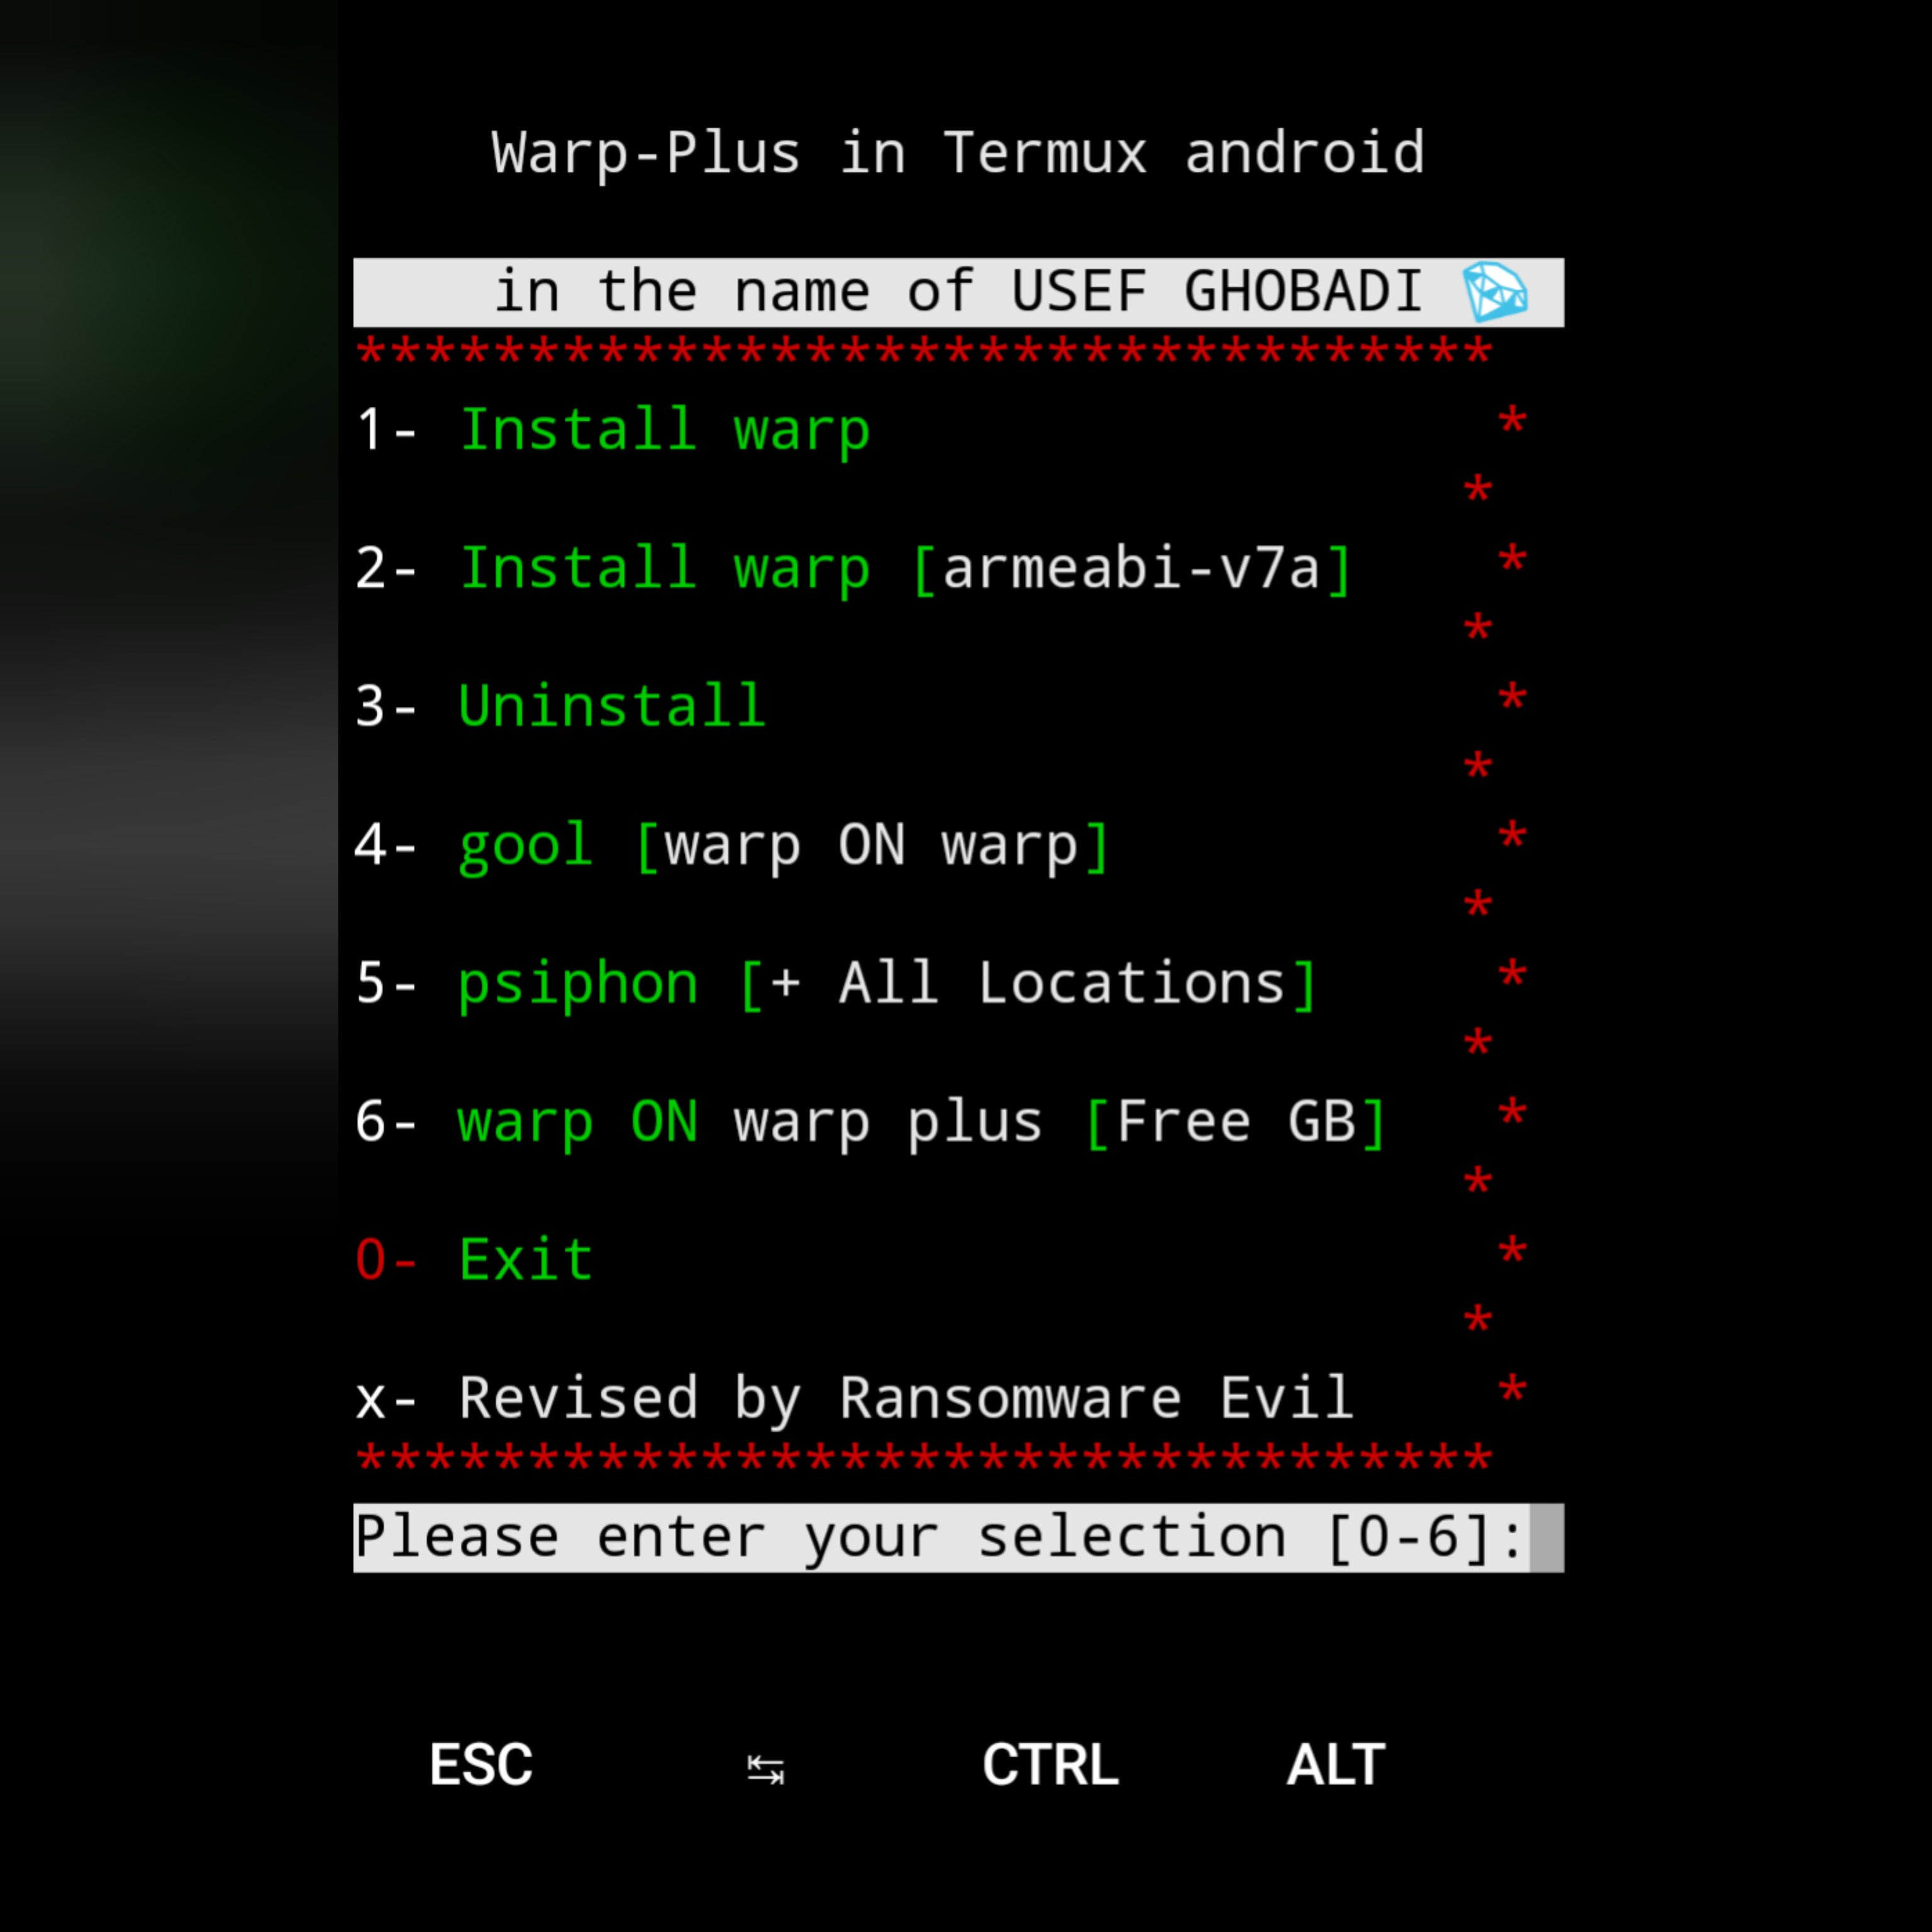 Warp-Plus in Termux android
in the name of USEF GHOBADI 💎
*********************************
1- Install warp *
*
2- Install warp [armeabi-v7a] *
*
3- Uninstall *
*
4- gool [warp ON warp] *
*
5- psiphon [+ All Locations] *
*
6- warp ON warp plus [Free GB] *
*
0- Exit *
*
x- Revised by Ransomware Evil *
*********************************
Please enter your selection [0-6]:
ESC ↹ CTRL ALT